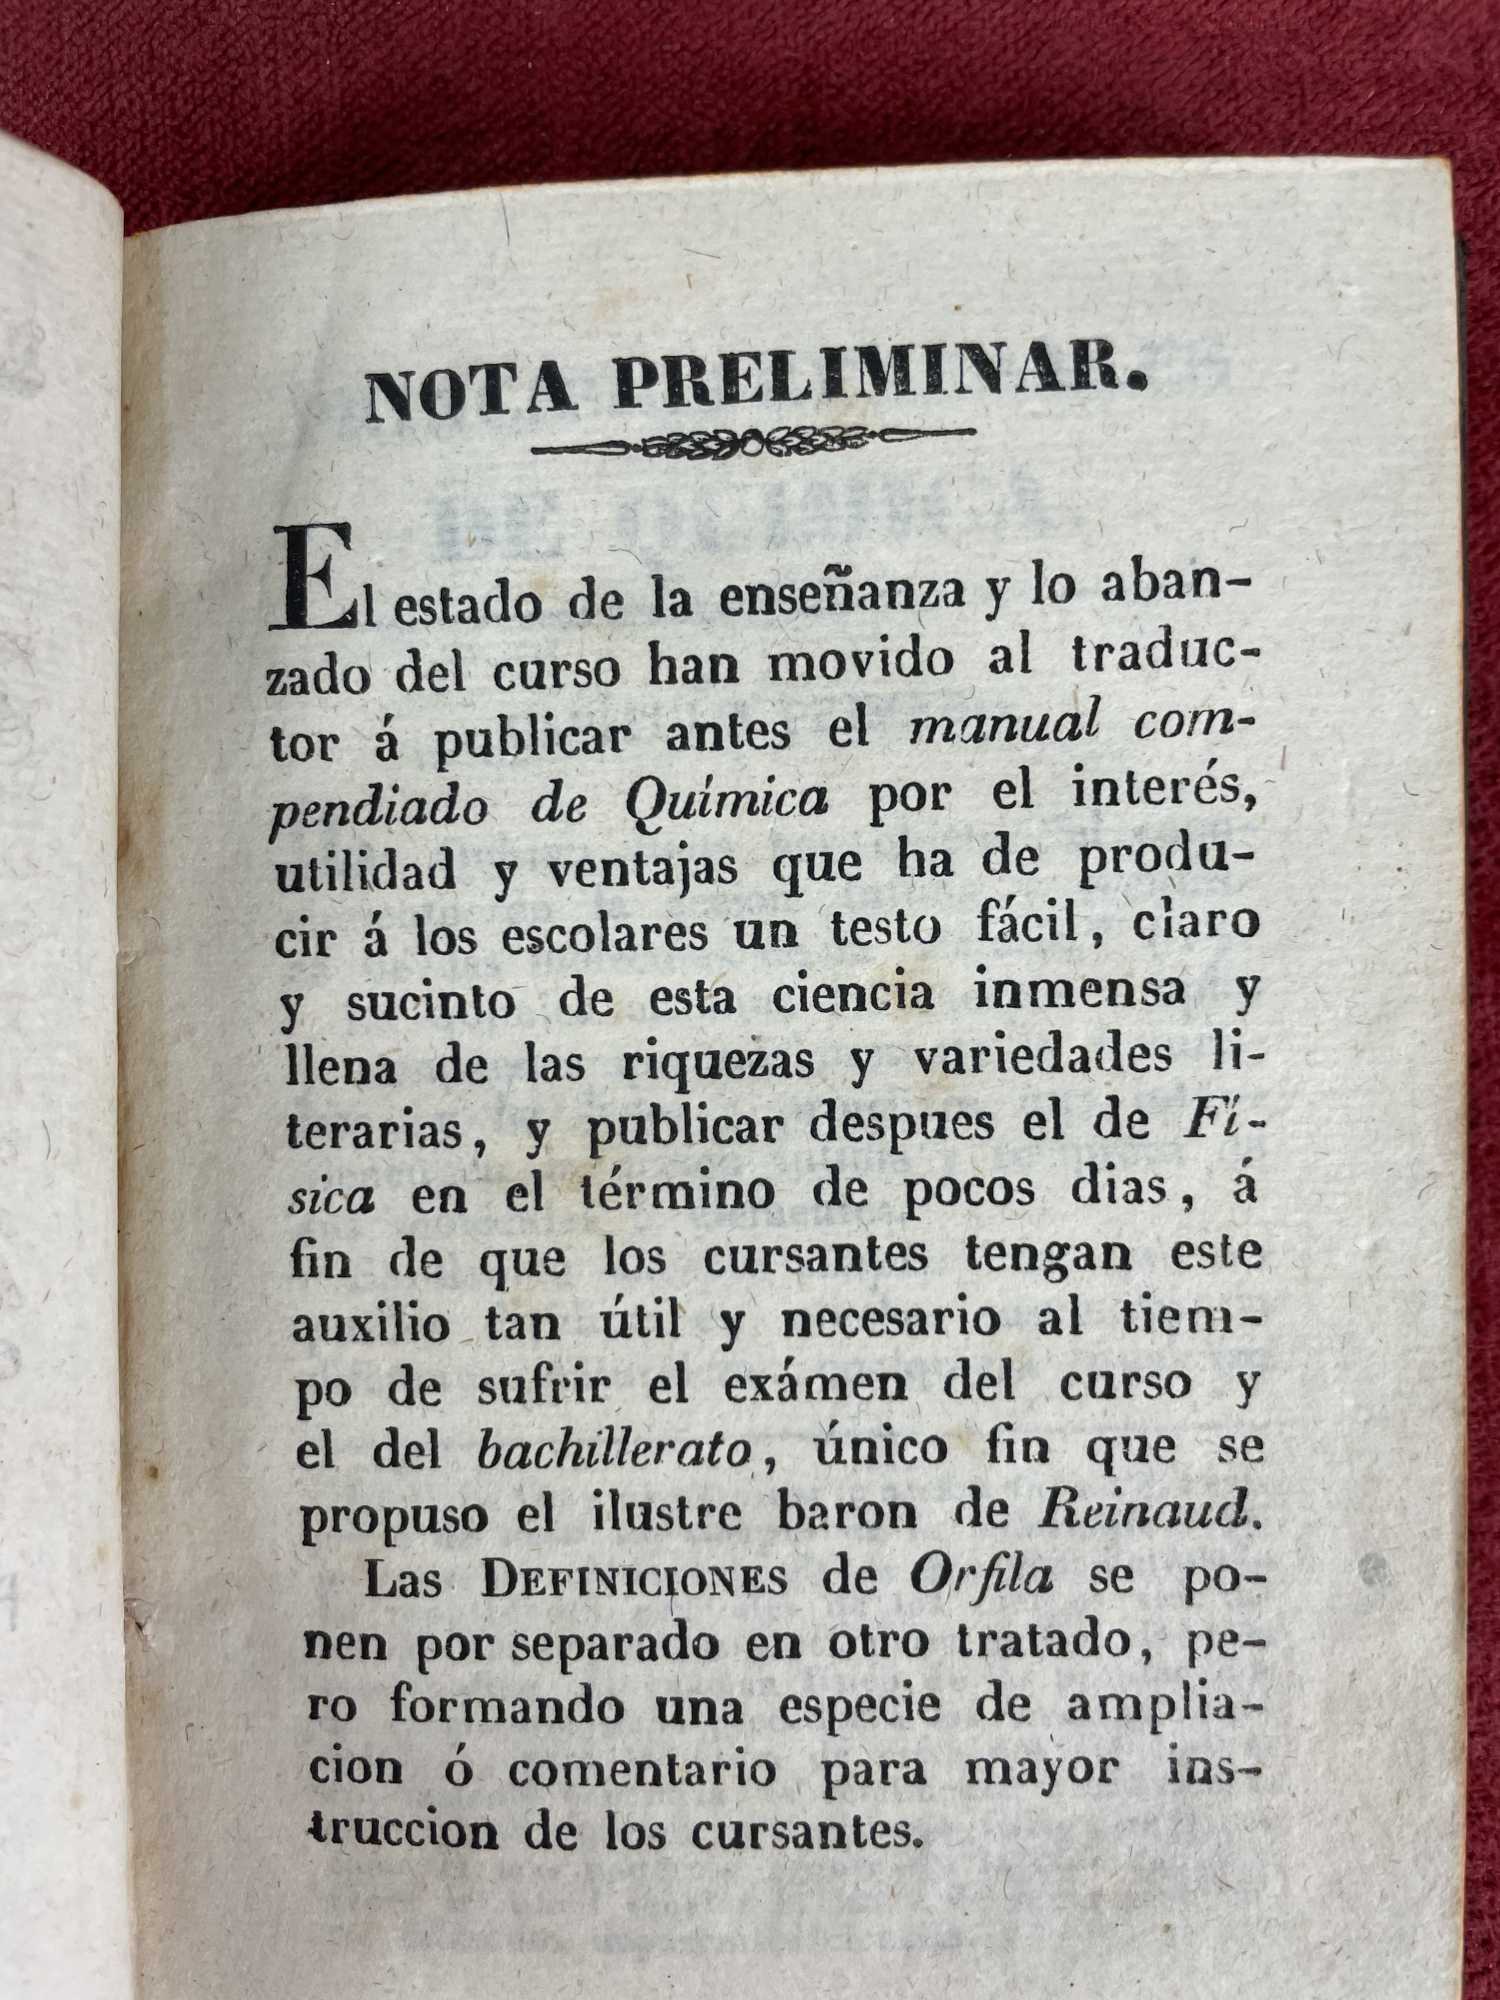 NOTA PRELIMINAR.
El estado de la enseñanza y lo aban-
zado del curso han movido al traduc-
tor á publicar antes el manual com-
pendiado de Química por el interés,
utilidad y ventajas que ha de produ-
cir á los escolares un testo fácil, claro
y sucinto de esta ciencia inmensa y
llena de las riquezas y variedades li-
terarias, y publicar despues el de Fí-
sica en el término de pocos dias, á
fin de que los cursantes tengan este
auxilio tan útil y necesario al tiem-
po de sufrir el exámen del curso y
el del bachillerato, único fin que se
propuso el ilustre baron de Reinaud.
Las DEFINICIONES de Orfila se po-
nen por separado en otro tratado, pe-
ro formando una especie de amplia-
cion ó comentario para mayor ins-
truccion de los cursantes.